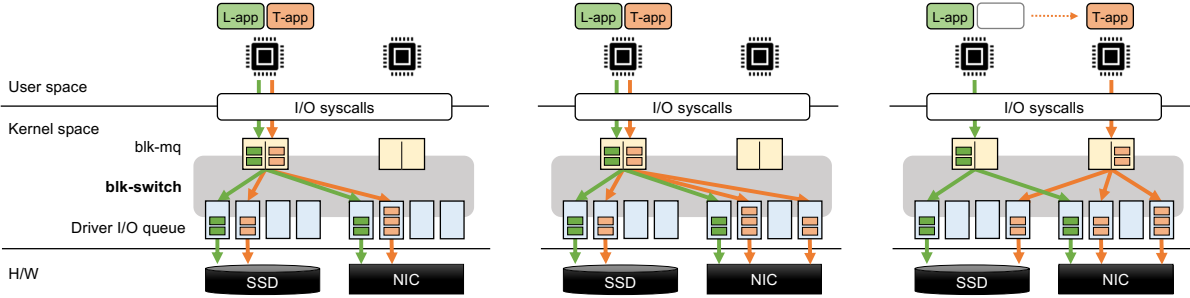 L-app T-app L-app T-app L-app T-app
User space
I/O syscalls I/O syscalls I/O syscalls
Kernel space
blk-mq
blk-switch
Driver I/O queue
H/W
SSD NIC SSD NIC SSD NIC